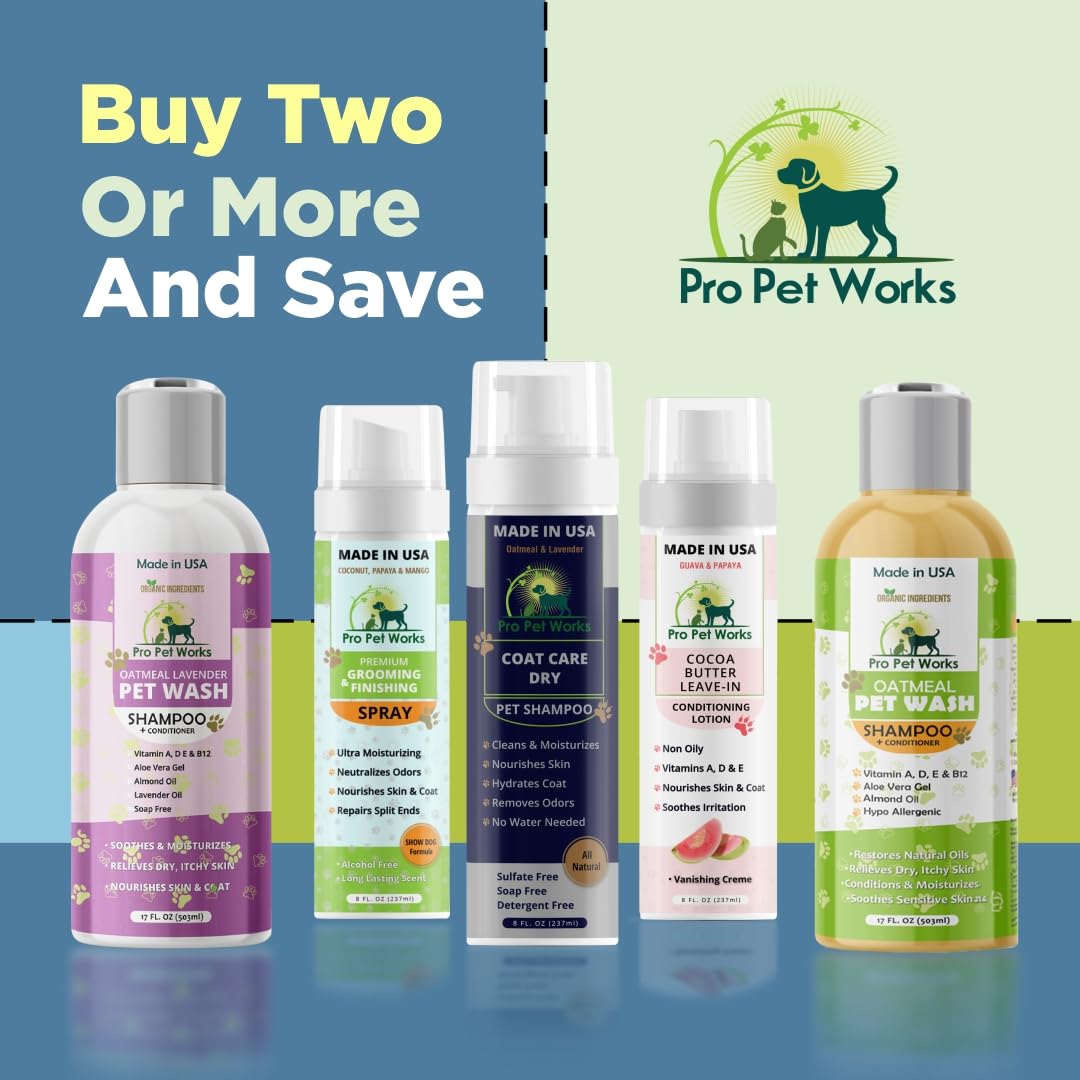 Buy Two
Or More
And Save
Pro Pet Works
Made in USA
ORGANIC INGREDIENTS
Pro Pet Works
OATMEAL LAVENDER
PET WASH
SHAMPOO
+ CONDITIONER
Vitamin A, D E & B12
Aloe Vera Gel
Almond Oil
Lavender Oil
Soap Free
• SOOTHES & MOISTURIZES
• RELIEVES DRY, ITCHY SKIN
• NOURISHES SKIN & COAT
17 FL. OZ (503ml)
MADE IN USA
COCONUT, PAPAYA & MANGO
Pro Pet Works
PREMIUM
GROOMING
& FINISHING
SPRAY
Ultra Moisturizing
Neutralizes Odors
Nourishes Skin & Coat
Repairs Split Ends
SHOW DOG
Formula
• Alcohol Free
• Long Lasting Scent
8 FL. OZ (237ml)
MADE IN USA
Oatmeal & Lavender
Pro Pet Works
COAT CARE
DRY
PET SHAMPOO
Cleans & Moisturizes
Nourishes Skin
Hydrates Coat
Removes Odors
No Water Needed
All
Natural
Sulfate Free
Soap Free
Detergent Free
8 FL. OZ (237ml)
MADE IN USA
GUAVA & PAPAYA
Pro Pet Works
COCOA
BUTTER
LEAVE-IN
CONDITIONING
LOTION
Non Oily
Vitamins A, D & E
Nourishes Skin & Coat
Soothes Irritation
• Vanishing Creme
8 FL. OZ (237ml)
Made in USA
ORGANIC INGREDIENTS
Pro Pet Works
OATMEAL
PET WASH
SHAMPOO
+ CONDITIONER
Vitamin A, D, E & B12
Aloe Vera Gel
Almond Oil
Hypo Allergenic
• Restores Natural Oils
• Relieves Dry, Itchy Skin
• Conditions & Moisturizes
• Soothes Sensitive Skin
17 FL. OZ (503ml)